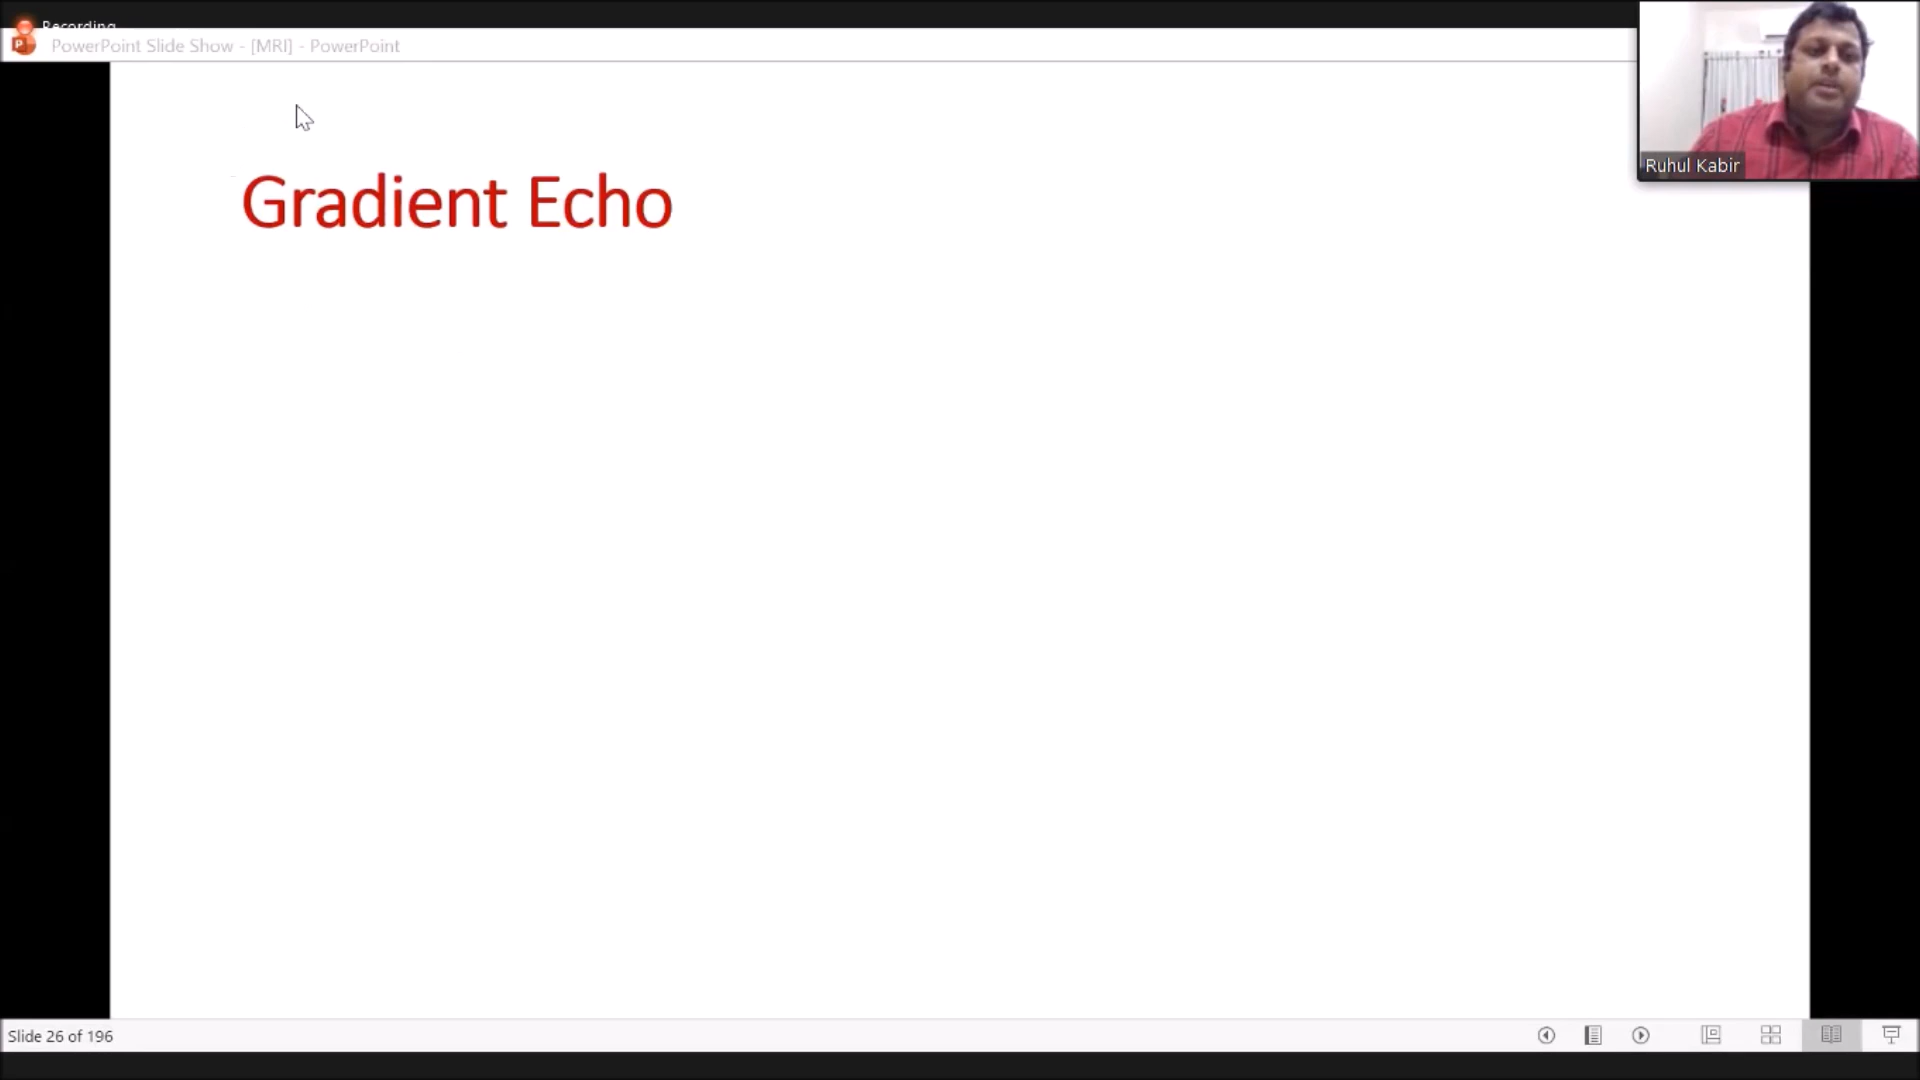 Recording
PowerPoint Slide Show - [MRI] - PowerPoint
Ruhul Kabir
Gradient Echo
Slide 26 of 196